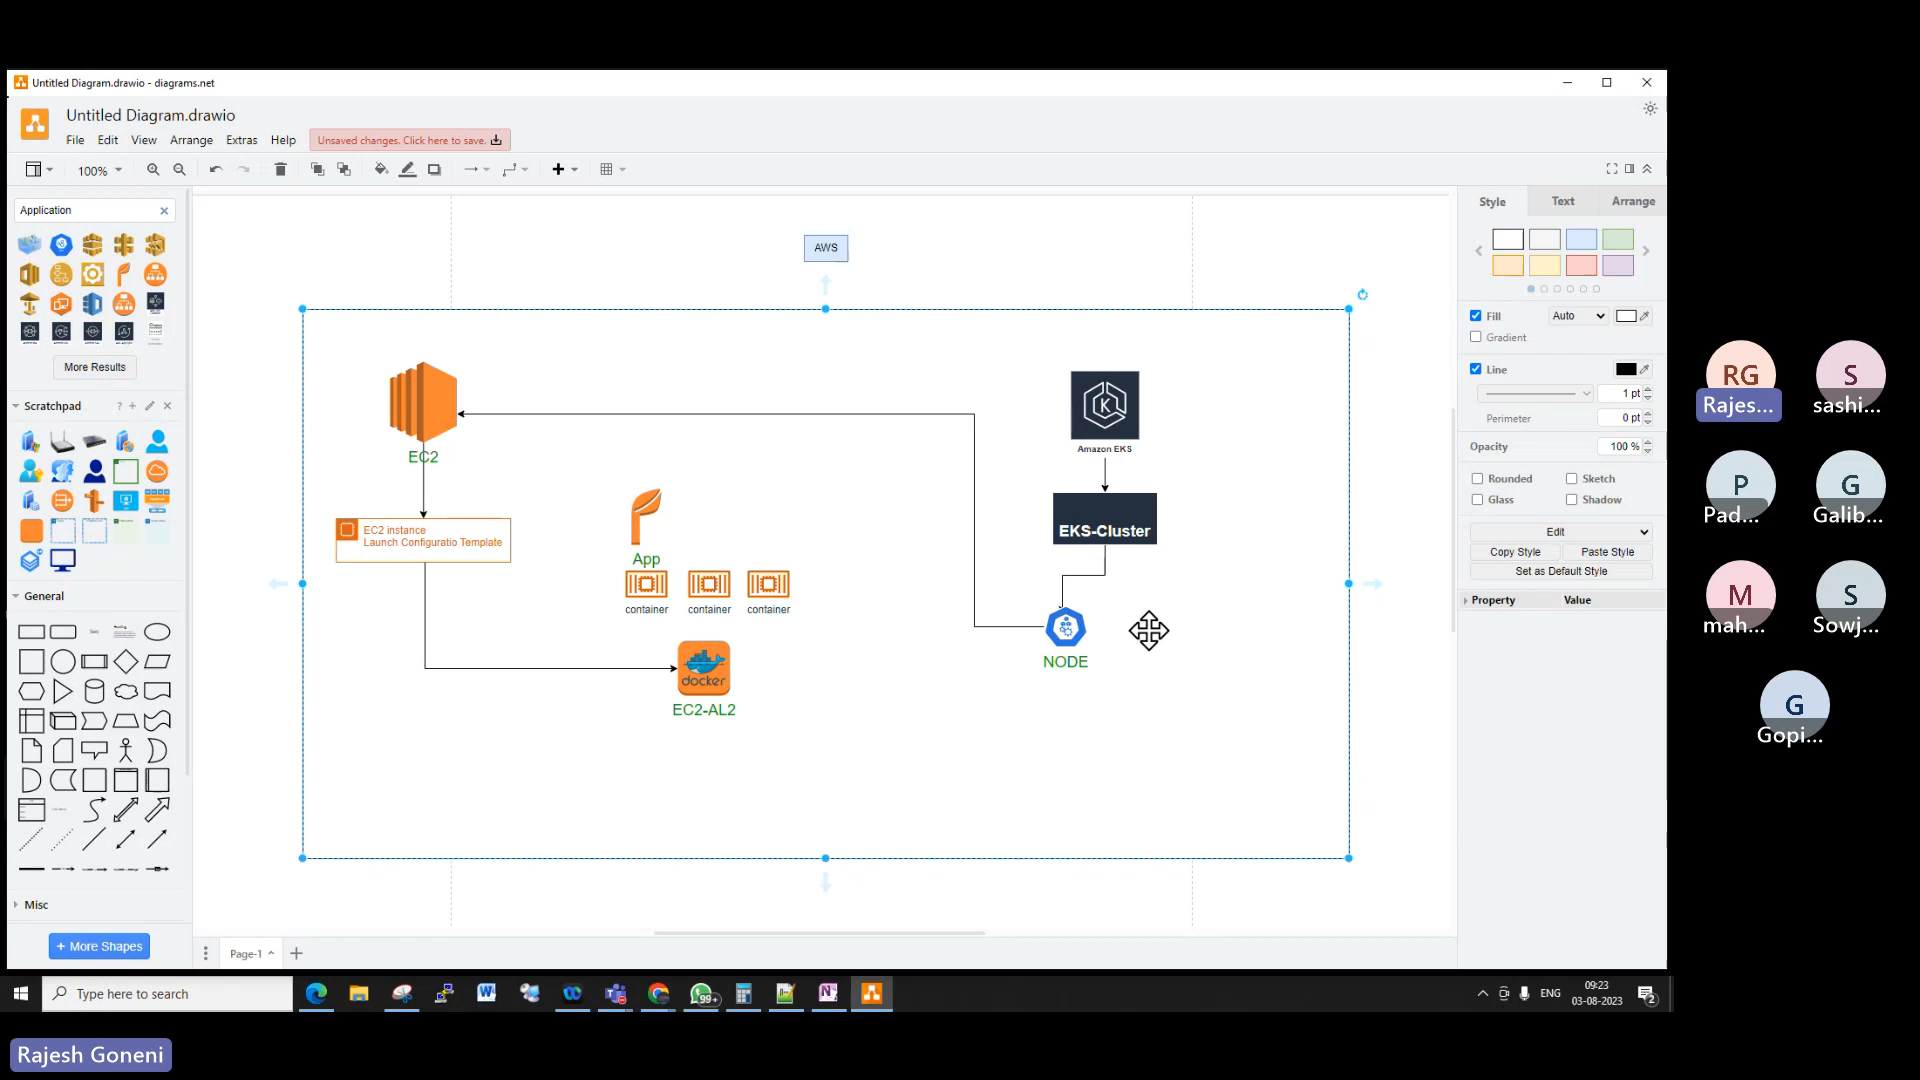 Untitled Diagram.drawio - diagrams.net
Untitled Diagram.drawio
File Edit View Arrange Extras Help
Unsaved changes. Click here to save.
100%
Application
More Results
Scratchpad
?
General
Misc
+ More Shapes
AWS
EC2
EC2 instance
Launch Configuratio Template
App
container container container
docker
EC2-AL2
K
Amazon EKS
EKS-Cluster
NODE
Page-1
Style Text Arrange
Fill Auto
Gradient
Line
1 pt
Perimeter 0 pt
Opacity 100 %
Rounded Sketch
Glass Shadow
Edit
Copy Style Paste Style
Set as Default Style
Property Value
RG
Rajes...
S
sashi...
P
Pad...
G
Galib...
M
mah...
S
Sowj...
G
Gopi...
Type here to search
99+
ENG
09:23
03-08-2023
2
Rajesh Goneni